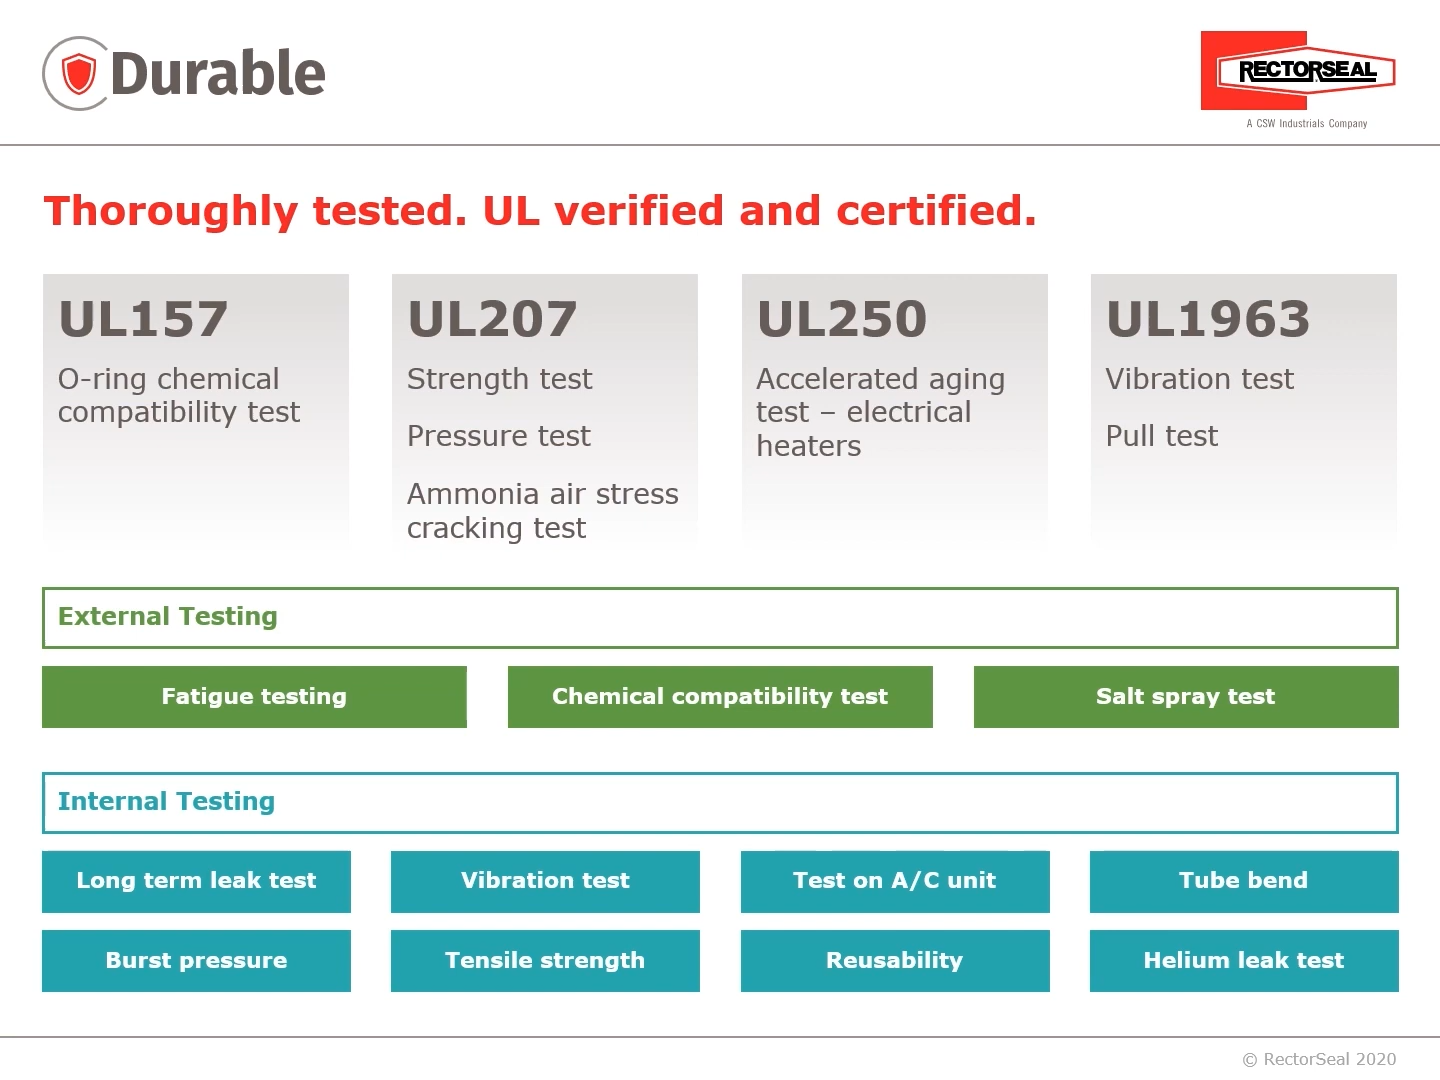 Durable
RECTORSEAL
A CSW Industrials Company
Thoroughly tested. UL verified and certified.
UL157
O-ring chemical
compatibility test
UL207
Strength test
Pressure test
Ammonia air stress
cracking test
UL250
Accelerated aging
test – electrical
heaters
UL1963
Vibration test
Pull test
External Testing
Fatigue testing
Chemical compatibility test
Salt spray test
Internal Testing
Long term leak test
Vibration test
Test on A/C unit
Tube bend
Burst pressure
Tensile strength
Reusability
Helium leak test
© RectorSeal 2020